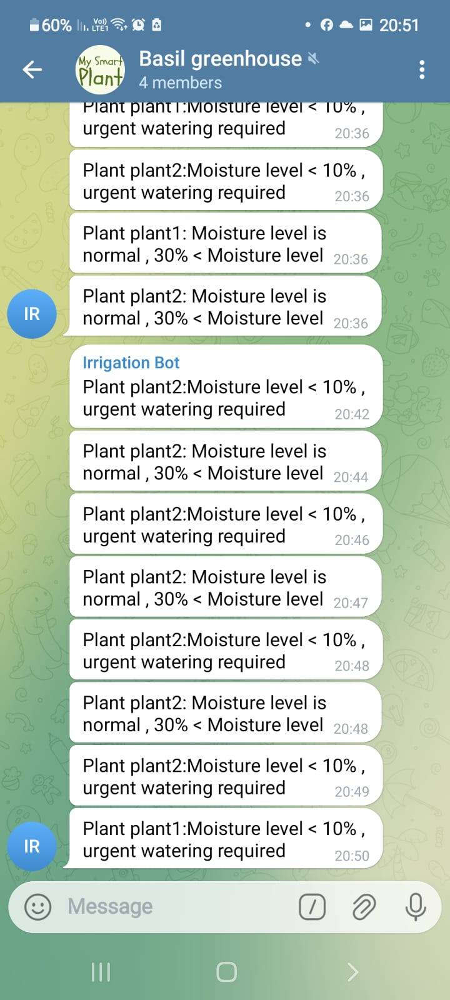 60% Vo)) LTE1 20:51
My Smart
Plant
Basil greenhouse
4 members
Plant plant1:Moisture level < 10% ,
urgent watering required 20:36
Plant plant2:Moisture level < 10% ,
urgent watering required 20:36
Plant plant1: Moisture level is
normal , 30% < Moisture level 20:36
Plant plant2: Moisture level is
normal , 30% < Moisture level 20:36
IR
Irrigation Bot
Plant plant2:Moisture level < 10% ,
urgent watering required 20:42
Plant plant2: Moisture level is
normal , 30% < Moisture level 20:44
Plant plant2:Moisture level < 10% ,
urgent watering required 20:46
Plant plant2: Moisture level is
normal , 30% < Moisture level 20:47
Plant plant2:Moisture level < 10% ,
urgent watering required 20:48
Plant plant2: Moisture level is
normal , 30% < Moisture level 20:48
Plant plant2:Moisture level < 10% ,
urgent watering required 20:49
Plant plant1:Moisture level < 10% ,
urgent watering required 20:50
IR
Message